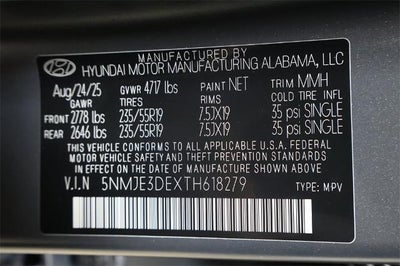 MANUFACTURED BY
HYUNDAI MOTOR MANUFACTURING ALABAMA, LLC
Aug/24/25 GVWR 4717 lbs PAINT NET TRIM MMH
GAWR TIRES RIMS COLD TIRE INFL
FRONT 2778 lbs 235/55R19 7.5JX19 35 psi SINGLE
REAR 2646 lbs 235/55R19 7.5JX19 35 psi SINGLE
THIS VEHICLE CONFORMS TO ALL APPLICABLE U.S.A. FEDERAL
MOTOR VEHICLE SAFETY, BUMPER, AND THEFT PREVENTION STANDARDS
IN EFFECT ON THE DATE OF MANUFACTURE SHOWN ABOVE.
V.I.N 5NMJE3DEXTH618279 TYPE: MPV